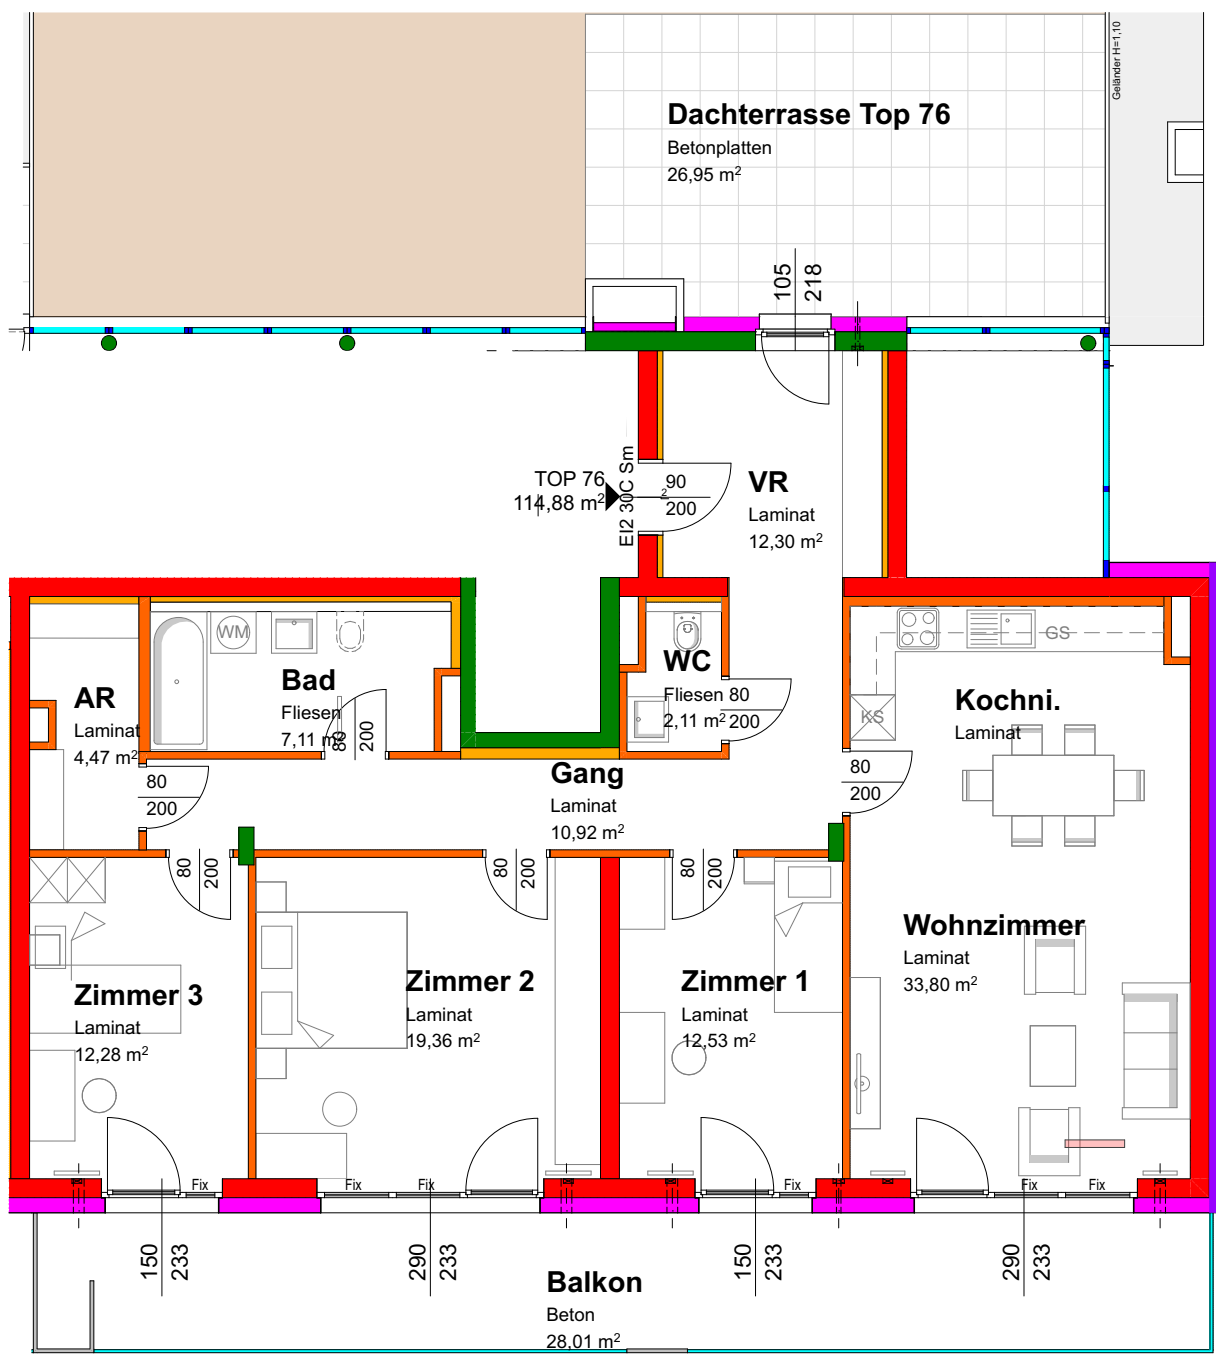 Geländer H=1,10
Dachterrasse Top 76
Betonplatten
26,95 m²
105
218
TOP 76
114,88 m²
EI2 30C Sm
90
200
2
VR
Laminat
12,30 m²
WM
Bad
Fliesen
7,11 m²
80
200
AR
Laminat
4,47 m²
80
200
WC
Fliesen
2,11 m²
80
200
GS
KS
Kochni.
Laminat
80
200
Gang
Laminat
10,92 m²
80
200
80
200
80
200
Wohnzimmer
Laminat
33,80 m²
Zimmer 3
Laminat
12,28 m²
Zimmer 2
Laminat
19,36 m²
Zimmer 1
Laminat
12,53 m²
Fix
Fix
Fix
Fix
Fix
Fix
150
233
290
233
150
233
290
233
Balkon
Beton
28,01 m²